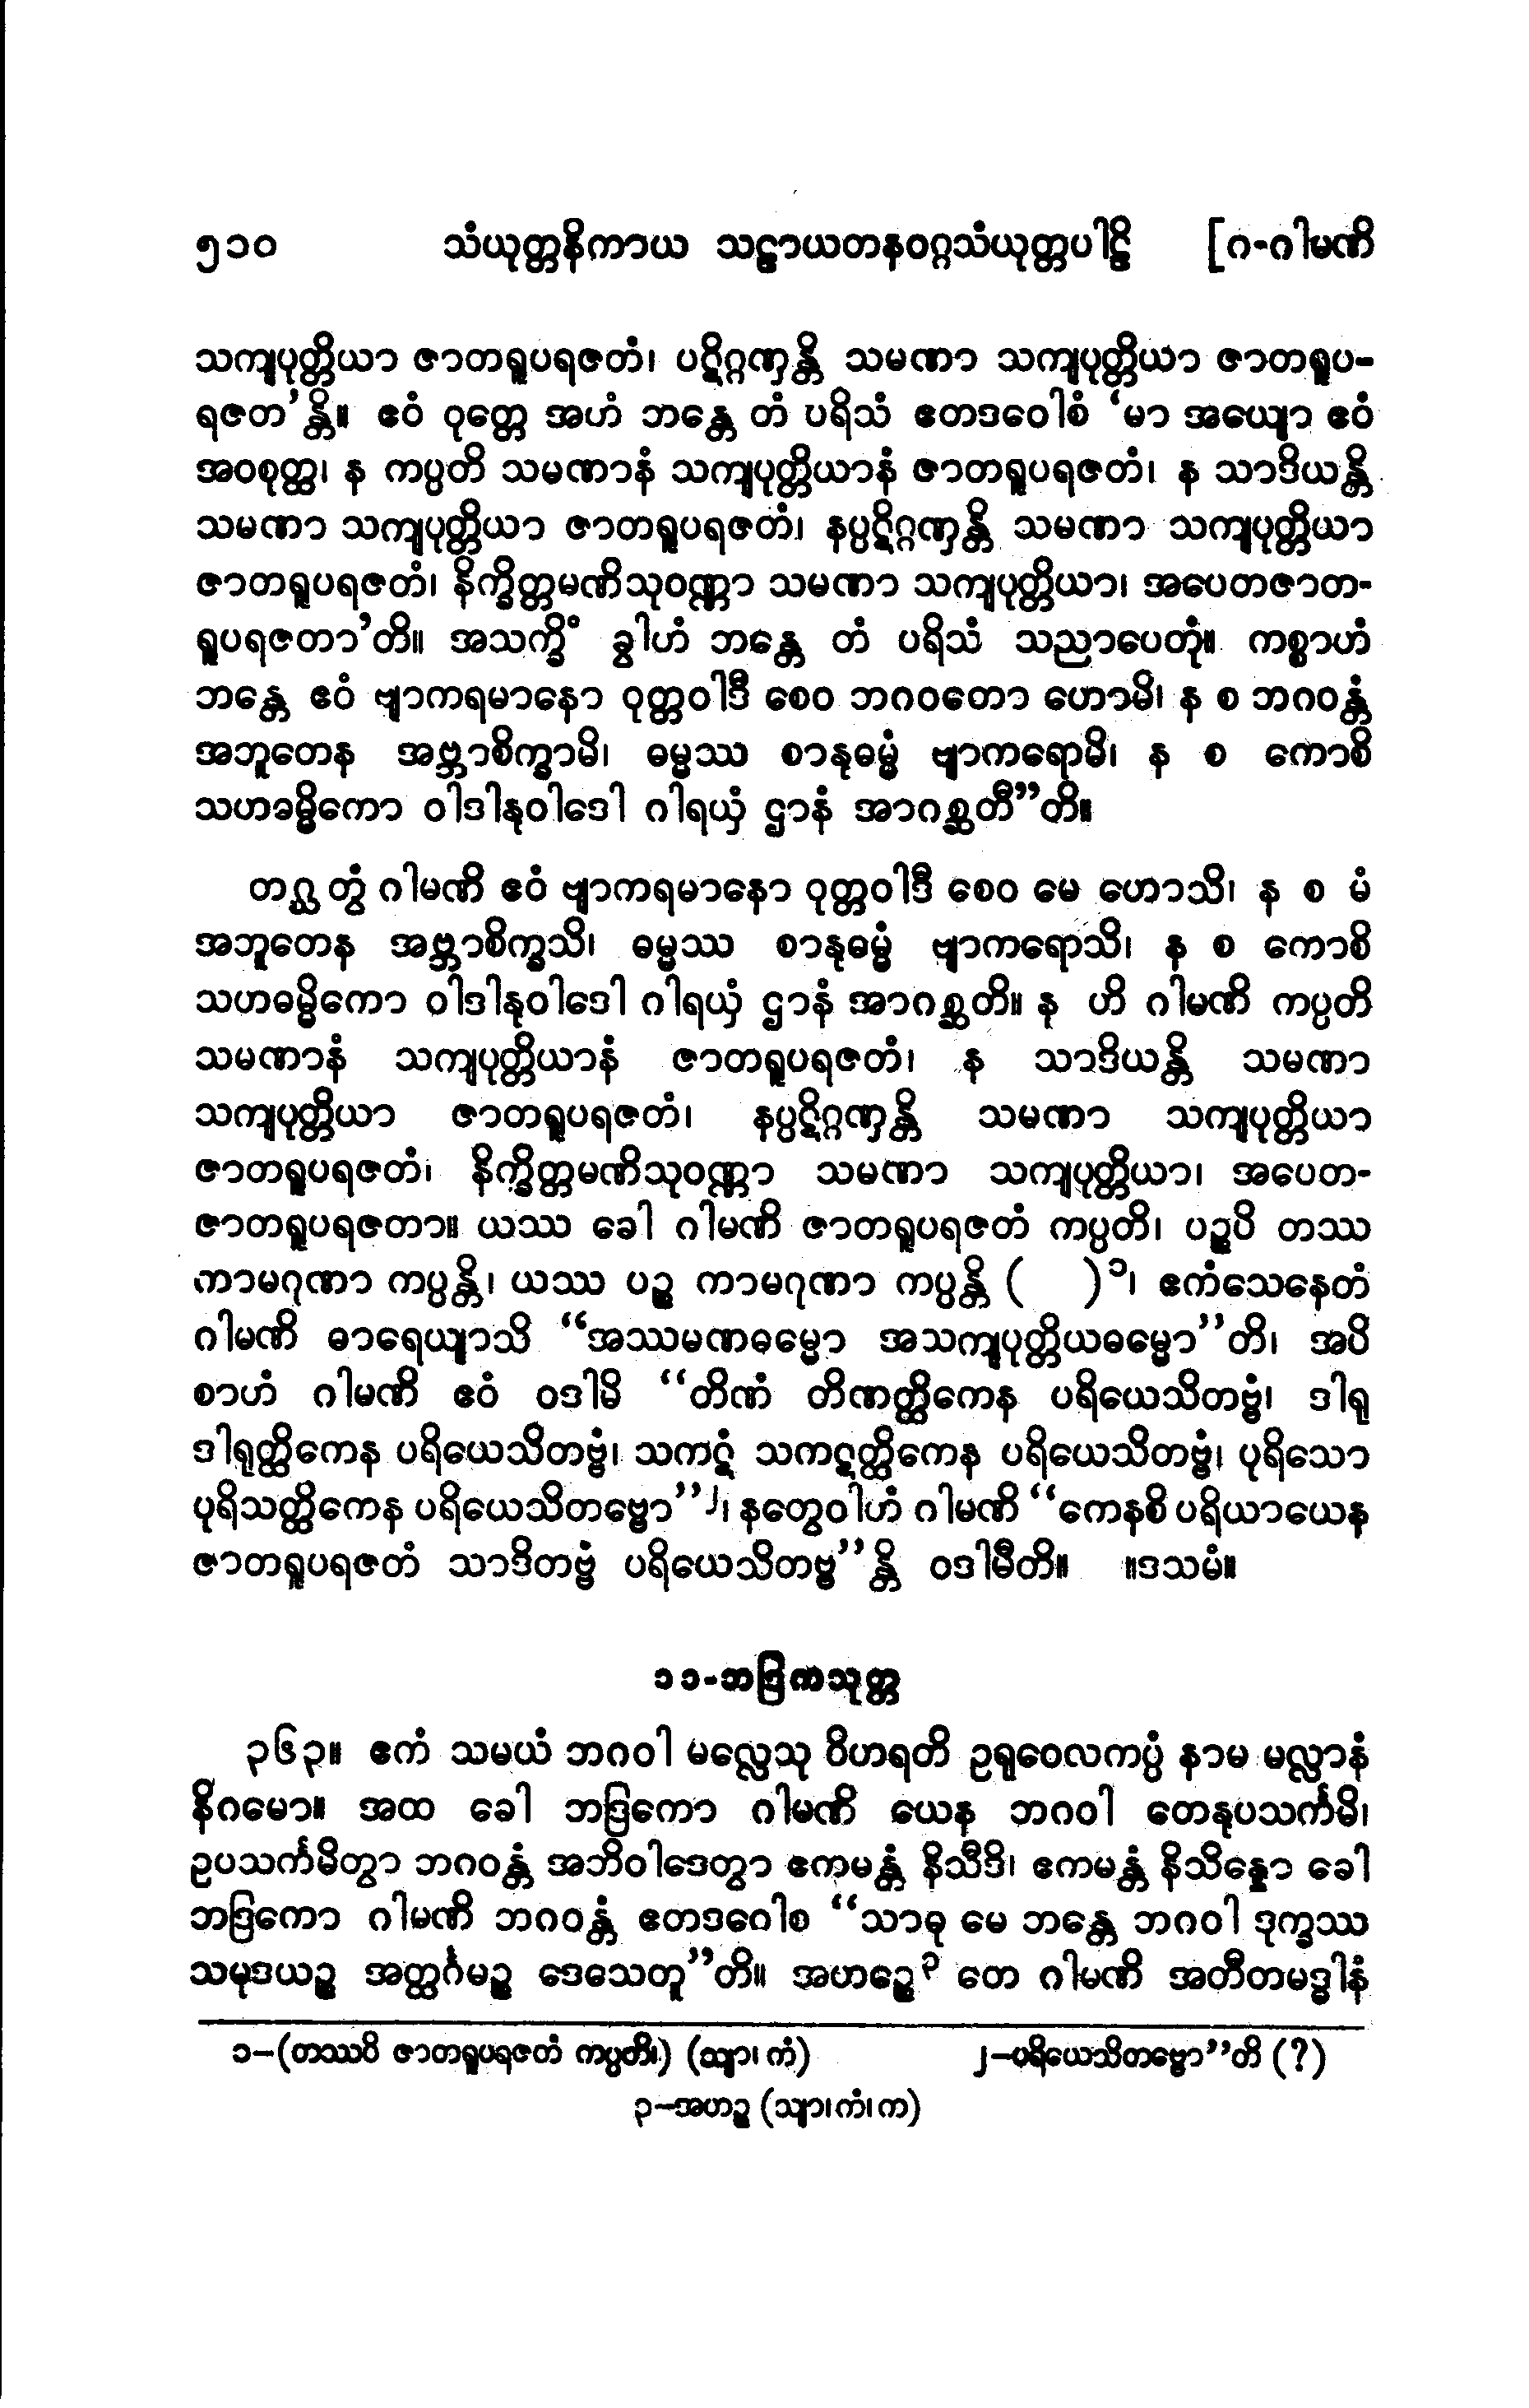 ၅၁၀ သံယုတ္တနိကာယ သဠာယတနဝဂ္ဂသံယုတ္တပါဠိ [ဂ-ဂါမဏိ
သကျပုတ္တိယာ ဇာတရူပရဇတံ၊ ပဋိဂ္ဂဏှန္တိ သမဏာ သကျပုတ္တိယာ ဇာတရူပ-
ရဇတ’န္တိ။ ဧဝံ ဝုတ္တေ အဟံ ဘန္တေ တံ ပရိသံ ဧတဒဝေါစံ ‘မာ အယျော ဧဝံ
အဝစုတ္ထ၊ န ကပ္ပတိ သမဏာနံ သကျပုတ္တိယာနံ ဇာတရူပရဇတံ၊ န သာဒိယန္တိ
သမဏာ သကျပုတ္တိယာ ဇာတရူပရဇတံ၊ နပ္ပဋိဂ္ဂဏှန္တိ သမဏာ သကျပုတ္တိယာ
ဇာတရူပရဇတံ၊ နိက္ခိတ္တမဏိသုဝဏ္ဏာ သမဏာ သကျပုတ္တိယာ၊ အပေတဇာတ-
ရူပရဇတာ’တိ။ အသက္ခိံ ခွါဟံ ဘန္တေ တံ ပရိသံ သညာပေတုံ။ ကစ္စာဟံ
ဘန္တေ ဧဝံ ဗျာကရမာနော ဝုတ္တဝါဒီ စေဝ ဘဂဝတော ဟောမိ၊ န စ ဘဂဝန္တံ
အဘူတေန အဗ္ဘာစိက္ခာမိ၊ ဓမ္မဿ စာနုဓမ္မံ ဗျာကရောမိ၊ န စ ကောစိ
သဟဓမ္မိကော ဝါဒါနုဝါဒေါ ဂါရယှံ ဌာနံ အာဂစ္ဆတီ”တိ။
တဂ္ဃ တွံ ဂါမဏိ ဧဝံ ဗျာကရမာနော ဝုတ္တဝါဒီ စေဝ မေ ဟောသိ၊ န စ မံ
အဘူတေန အဗ္ဘာစိက္ခသိ၊ ဓမ္မဿ စာနုဓမ္မံ ဗျာကရောသိ၊ န စ ကောစိ
သဟဓမ္မိကော ဝါဒါနုဝါဒေါ ဂါရယှံ ဌာနံ အာဂစ္ဆတိ။ န ဟိ ဂါမဏိ ကပ္ပတိ
သမဏာနံ သကျပုတ္တိယာနံ ဇာတရူပရဇတံ၊ န သာဒိယန္တိ သမဏာ
သကျပုတ္တိယာ ဇာတရူပရဇတံ၊ နပ္ပဋိဂ္ဂဏှန္တိ သမဏာ သကျပုတ္တိယာ
ဇာတရူပရဇတံ၊ နိက္ခိတ္တမဏိသုဝဏ္ဏာ သမဏာ သကျပုတ္တိယာ၊ အပေတ-
ဇာတရူပရဇတာ။ ယဿ ခေါ ဂါမဏိ ဇာတရူပရဇတံ ကပ္ပတိ၊ ပဉ္စပိ တဿ
ကာမဂုဏာ ကပ္ပန္တိ၊ ယဿ ပဉ္စ ကာမဂုဏာ ကပ္ပန္တိ ( )၁၊ ဧကံသေနေတံ
ဂါမဏိ ဓာရေယျာသိ “အဿမဏဓမ္မော အသကျပုတ္တိယဓမ္မော”တိ၊ အပိ
စာဟံ ဂါမဏိ ဧဝံ ဝဒါမိ “တိဏံ တိဏတ္ထိကေန ပရိယေသိတဗ္ဗံ၊ ဒါရု
ဒါရုတ္ထိကေန ပရိယေသိတဗ္ဗံ၊ သကဋံ သကဋတ္ထိကေန ပရိယေသိတဗ္ဗံ၊ ပုရိသော
ပုရိသတ္ထိကေန ပရိယေသိတဗ္ဗော”၂၊ နတွေဝါဟံ ဂါမဏိ “ကေနစိ ပရိယာယေန
ဇာတရူပရဇတံ သာဒိတဗ္ဗံ ပရိယေသိတဗ္ဗ”န္တိ ဝဒါမီတိ။ ။ဒသမံ။
၁၁-ဘဒြကသုတ္တ
၃၆၃။ ဧကံ သမယံ ဘဂဝါ မလ္လေသု ဝိဟရတိ ဥရုဝေလကပ္ပံ နာမ မလ္လာနံ
နိဂမော။ အထ ခေါ ဘဒြကော ဂါမဏိ ယေန ဘဂဝါ တေနုပသင်္ကမိ၊
ဥပသင်္ကမိတွာ ဘဂဝန္တံ အဘိဝါဒေတွာ ဧကမန္တံ နိသီဒိ၊ ဧကမန္တံ နိသိန္နော ခေါ
ဘဒြကော ဂါမဏိ ဘဂဝန္တံ ဧတဒဝေါစ “သာဓု မေ ဘန္တေ ဘဂဝါ ဒုက္ခဿ
သမုဒယဉ္စ အတ္ထင်္ဂမဉ္စ ဒေသေတူ”တိ။ အဟဉ္စေ၃ တေ ဂါမဏိ အတီတမဒ္ဓါနံ
၁–(တဿပိ ဇာတရူပရဇတံ ကပ္ပတိ၊) (သျာ၊ ကံ) ၂–ပရိယေသိတဗ္ဗော”တိ (?)
၃–အဟဉ္စ (သျာ၊ကံ၊က)